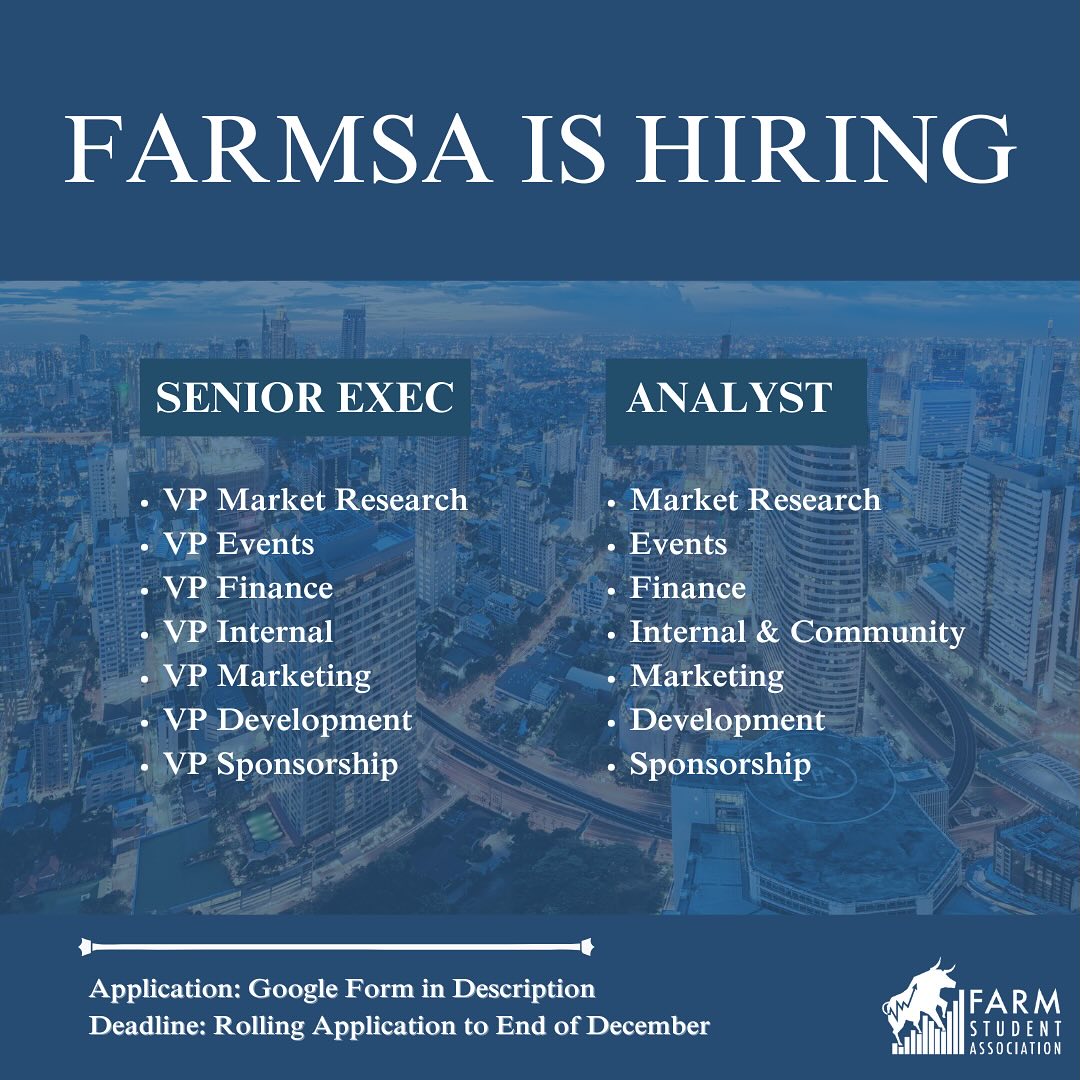 FARMSA IS HIRING
SENIOR EXEC
• VP Market Research
• VP Events
• VP Finance
• VP Internal
• VP Marketing
• VP Development
• VP Sponsorship
ANALYST
• Market Research
• Events
• Finance
• Internal & Community
• Marketing
• Development
• Sponsorship
Application: Google Form in Description
Deadline: Rolling Application to End of December
FARM
STUDENT
ASSOCIATION